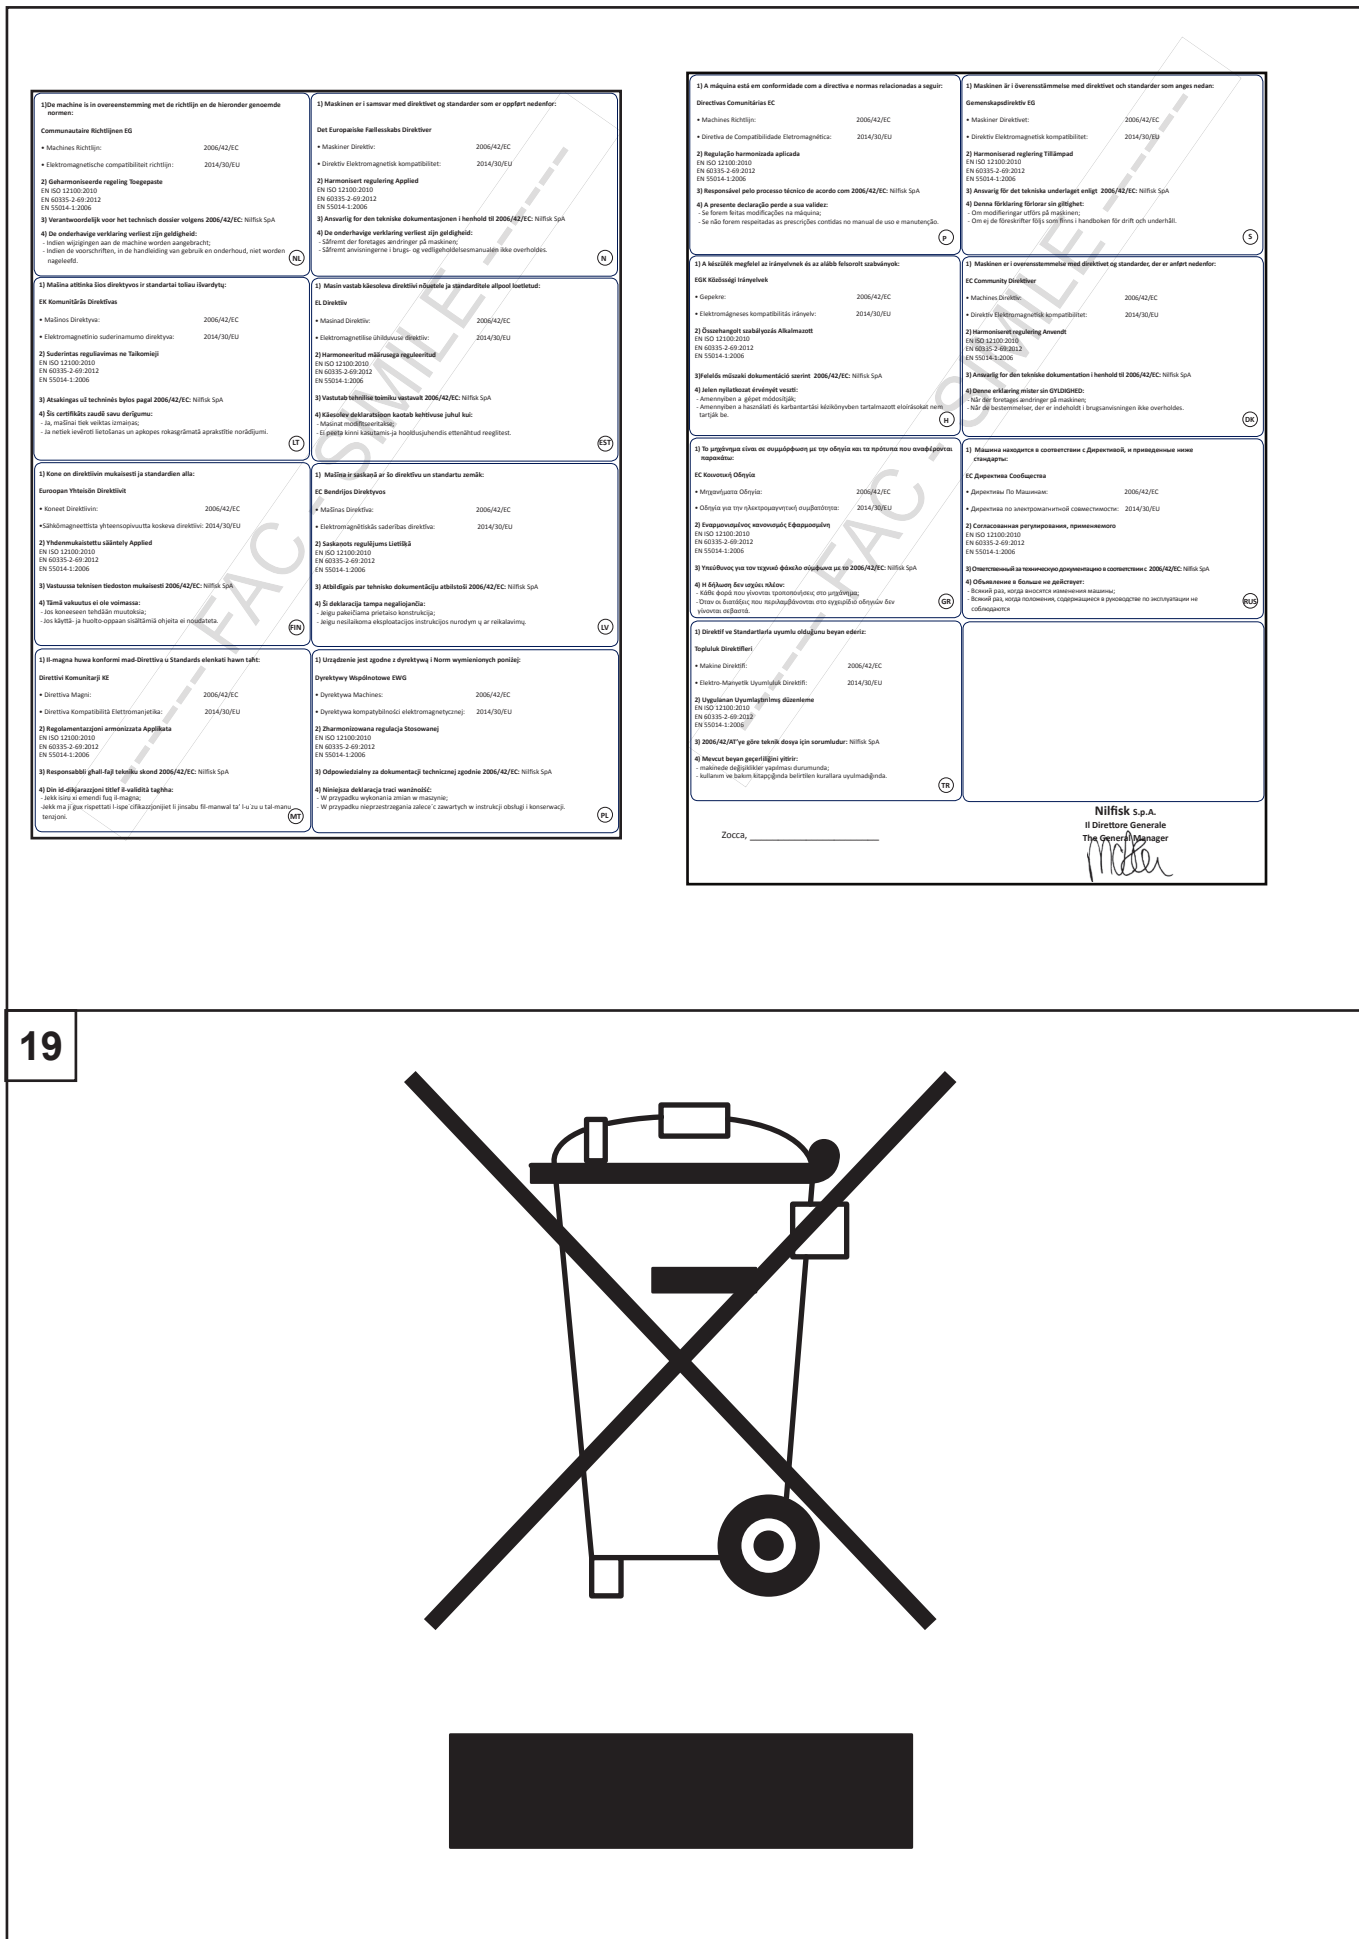 1)De machine is in overeenstemming met de richtlijn en de hieronder genoemde
normen:
Communautaire Richtlijnen EG
• Machines Richtlijn: 2006/42/EC
• Elektromagnetische compatibiliteit richtlijn: 2014/30/EU
2) Geharmoniseerde regeling Toegepaste
EN ISO 12100:2010
EN 60335-2-69:2012
EN 55014-1:2006
3) Verantwoordelijk voor het technisch dossier volgens 2006/42/EC: Nilfisk SpA
4) De onderhavige verklaring verliest zijn geldigheid:
- Indien wijzigingen aan de machine worden aangebracht;
- Indien de voorschriften, in de handleiding van gebruik en onderhoud, niet worden
nageleefd.
NL
1) Maskinen er i samsvar med direktivet og standarder som er oppført nedenfor:
Det Europæiske Fællesskabs Direktiver
• Maskiner Direktiv: 2006/42/EC
• Direktiv Elektromagnetisk kompatibilitet: 2014/30/EU
2) Harmonisert regulering Applied
EN ISO 12100:2010
EN 60335-2-69:2012
EN 55014-1:2006
3) Ansvarlig for den tekniske dokumentasjonen i henhold til 2006/42/EC: Nilfisk SpA
4) De onderhavige verklaring verliest zijn geldigheid:
- Såfremt der foretages ændringer på maskinen;
- Såfremt anvisningerne i brugs- og vedligeholdelsesmanualén ikke overholdes.
N
1) Mašina atitinka šios direktyvos ir standartai toliau išvardytų:
EK Komunitārās Direktīvas
• Mašinos Direktyva: 2006/42/EC
• Elektromagnetinio suderinamumo direktyva: 2014/30/EU
2) Suderintas reguliavimas ne Taikomieji
EN ISO 12100:2010
EN 60335-2-69:2012
EN 55014-1:2006
3) Atsakingas už techninės bylos pagal 2006/42/EC: Nilfisk SpA
4) Šis certifikāts zaudē savu derīgumu:
- Ja, mašīnai tiek veiktas izmaiņas;
- Ja netiek ievēroti lietošanas un apkopes rokasgrāmatā aprakstītie norādījumi.
LT
1) Masin vastab käesoleva direktiivi nõuetele ja standarditele allpool loetletud:
EL Direktiiv
• Masinad Direktiiv: 2006/42/EC
• Elektromagnetilise ühilduvuse direktiiv: 2014/30/EU
2) Harmoneeritud määrusega reguleeritud
EN ISO 12100:2010
EN 60335-2-69:2012
EN 55014-1:2006
3) Vastutab tehnilise toimiku vastavalt 2006/42/EC: Nilfisk SpA
4) Käesolev deklaratsioon kaotab kehtivuse juhul kui:
- Masinat modifitseeritakse;
- Ei peeta kinni kasutamis-ja hooldusjuhendis ettenähtud reeglitest.
EST
1) Kone on direktiivin mukaisesti ja standardien alla:
Euroopan Yhteisön Direktiivit
• Koneet Direktiivin: 2006/42/EC
•Sähkömagneettista yhteensopivuutta koskeva direktiivi: 2014/30/EU
2) Yhdenmukaistettu sääntely Applied
EN ISO 12100:2010
EN 60335-2-69:2012
EN 55014-1:2006
3) Vastuussa teknisen tiedoston mukaisesti 2006/42/EC: Nilfisk SpA
4) Tämä vakuutus ei ole voimassa:
- Jos koneeseen tehdään muutoksia;
- Jos käyttä- ja huolto-oppaan sisältämiä ohjeita ei noudateta.
FIN
1) Mašīna ir saskaņā ar šo direktīvu un standartu zemāk:
EC Bendrijos Direktyvos
• Mašīnas Direktīva: 2006/42/EC
• Elektromagnētiskās saderības direktīva: 2014/30/EU
2) Saskaņots regulējums Lietišķā
EN ISO 12100:2010
EN 60335-2-69:2012
EN 55014-1:2006
3) Atbildīgais par tehnisko dokumentāciju atbilstoši 2006/42/EC: Nilfisk SpA
4) Ši deklaracija tampa negaliojančia:
- Jeigu pakeičiama prietaiso konstrukcija;
- Jeigu nesilaikoma eksploatacijos instrukcijos nurodym ų ar reikalavimų.
LV
1) Il-magna huwa konformi mad-Direttiva u Standards elenkati hawn taħt:
Direttivi Komunitarji KE
• Direttiva Magni: 2006/42/EC
• Direttiva Kompatibilità Elettromanjetika: 2014/30/EU
2) Regolamentazzjoni armonizzata Applikata
EN ISO 12100:2010
EN 60335-2-69:2012
EN 55014-1:2006
3) Responsabbli għall-fajl tekniku skond 2006/42/EC: Nilfisk SpA
4) Din id-dikjarazzjoni titlef il-validità tagħha:
- Jekk isiru xi emendi fuq il-magna;
-Jekk ma ji˙gux rispettati l-ispe˙cifikazzjonijiet li jinsabu fil-manwal ta' l-u˙zu u tal-manu
tenzjoni.
MT
1) Urządzenie jest zgodne z dyrektywą i Norm wymienionych poniżej:
Dyrektywy Wspólnotowe EWG
• Dyrektywa Machines: 2006/42/EC
• Dyrektywa kompatybilności elektromagnetycznej: 2014/30/EU
2) Zharmonizowana regulacja Stosowanej
EN ISO 12100:2010
EN 60335-2-69:2012
EN 55014-1:2006
3) Odpowiedzialny za dokumentacji technicznej zgodnie 2006/42/EC: Nilfisk SpA
4) Niniejsza deklaracja traci wanżność:
- W przypadku wykonania zmian w maszynie;
- W przypadku nieprzestrzegania zalece´c zawartych w instrukcji obsługi i konserwacji.
PL
----- FAC - SIMILE -----
1) A máquina está em conformidade com a directiva e normas relacionadas a seguir:
Directivas Comunitárias EC
• Machines Richtlijn: 2006/42/EC
• Diretiva de Compatibilidade Eletromagnética: 2014/30/EU
2) Regulação harmonizada aplicada
EN ISO 12100:2010
EN 60335-2-69:2012
EN 55014-1:2006
3) Responsável pelo processo técnico de acordo com 2006/42/EC: Nilfisk SpA
4) A presente declaração perde a sua validez:
- Se forem feitas modificações na máquina;
- Se não forem respeitadas as prescrições contidas no manual de uso e manutenção.
P
1) Maskinen är i överensstämmelse med direktivet och standarder som anges nedan:
Gemenskapsdirektiv EG
• Maskiner Direktivet: 2006/42/EC
• Direktiv Elektromagnetisk kompatibilitet: 2014/30/EU
2) Harmoniserad reglering Tillämpad
EN ISO 12100:2010
EN 60335-2-69:2012
EN 55014-1:2006
3) Ansvarig för det tekniska underlaget enligt 2006/42/EC: Nilfisk SpA
4) Denna förklaring förlorar sin giltighet:
- Om modifieringar utförs på maskinen;
- Om ej de föreskrifter följs som finns i handboken för drift och underhåll.
S
1) A készülék megfelel az irányelvnek és az alább felsorolt szabványok:
EGK Közösségi Irányelvek
• Gepekre: 2006/42/EC
• Elektromágneses kompatibilitás irányelv: 2014/30/EU
2) Összehangolt szabályozás Alkalmazott
EN ISO 12100:2010
EN 60335-2-69:2012
EN 55014-1:2006
3)Felelős műszaki dokumentáció szerint 2006/42/EC: Nilfisk SpA
4) Jelen nyilatkozat érvényét veszti:
- Amennyiben a gépet módosítják;
- Amennyiben a használati és karbantartási kézikönyvben tartalmazott eloírásokat nem
tartják be.
H
1) Maskinen er i overensstemmelse med direktivet og standarder, der er anført nedenfor:
EC Community Direktiver
• Machines Direktiv: 2006/42/EC
• Direktiv Elektromagnetisk kompatibilitet: 2014/30/EU
2) Harmoniseret regulering Anvendt
EN ISO 12100:2010
EN 60335-2-69:2012
EN 55014-1:2006
3) Ansvarlig for den tekniske dokumentation i henhold til 2006/42/EC: Nilfisk SpA
4) Denne erklæring mister sin GYLDIGHED:
- Når der foretages ændringer på maskinen;
- Når de bestemmelser, der er indeholdt i brugsanvisningen ikke overholdes.
DK
1) Το μηχάνημα είναι σε συμμόρφωση με την οδηγία και τα πρότυπα που αναφέρονται
παρακάτω:
EC Κοινοτική Οδηγία
• Μηχανήματα Οδηγία: 2006/42/EC
• Οδηγία για την ηλεκτρομαγνητική συμβατότητα: 2014/30/EU
2) Εναρμονισμένος κανονισμός Εφαρμοσμένη
EN ISO 12100:2010
EN 60335-2-69:2012
EN 55014-1:2006
3) Υπεύθυνος για τον τεχνικό φάκελο σύμφωνα με το 2006/42/EC: Nilfisk SpA
4) Η δήλωση δεν ισχύει πλέον:
- Κάθε φορά που γίνονται τροποποιήσεις στο μηχάνημα;
- Όταν οι διατάξεις που περιλαμβάνονται στο εγχειρίδιό οδηγιών δεν
γίνονται σεβαστά.
GR
1) Машина находится в соответствии с Директивой, и приведенные ниже
стандарты:
ЕС Директива Сообщества
• Директивы По Машинам: 2006/42/EC
• Директива по электромагнитной совместимости: 2014/30/EU
2) Согласованная регулирования, применяемого
EN ISO 12100:2010
EN 60335-2-69:2012
EN 55014-1:2006
3) Ответственный за техническую документацию в соответствии с 2006/42/EC: Nilfisk SpA
4) Объявление в больше не действует:
- Всякий раз, когда вносятся изменения машины;
- Всякий раз, когда положения, содержащиеся в руководстве по эксплуатации не
соблюдаются
RUS
1) Direktif ve Standartlarla uyumlu olduğunu beyan ederiz:
Topluluk Direktifleri
• Makine Direktifi: 2006/42/EC
• Elektro-Manyetik Uyumluluk Direktifi: 2014/30/EU
2) Uygulanan Uyumlaştırılmış düzenleme
EN ISO 12100:2010
EN 60335-2-69:2012
EN 55014-1:2006
3) 2006/42/AT'ye göre teknik dosya için sorumludur: Nilfisk SpA
4) Mevcut beyan geçerliliğini yitirir:
- makinede değişiklikler yapılması durumunda;
- kullanım ve bakım kitapçığında belirtilen kurallara uyulmadığında.
TR
----- FAC - SIMILE -----
Zocca, ____________________
Nilfisk S.p.A.
Il Direttore Generale
The General Manager
19